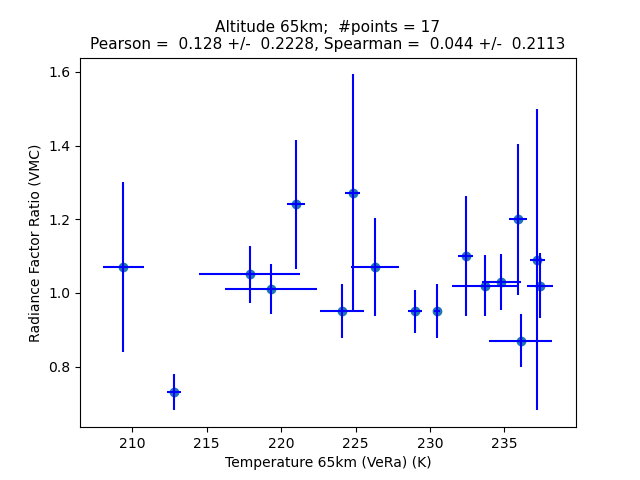 Altitude 65km;  #points = 17
Pearson =  0.128 +/-  0.2228, Spearman =  0.044 +/-  0.2113
1.6
1.4
1.2
1.0
0.8
Radiance Factor Ratio (VMC)
210 215 220 225 230 235
Temperature 65km (VeRa) (K)